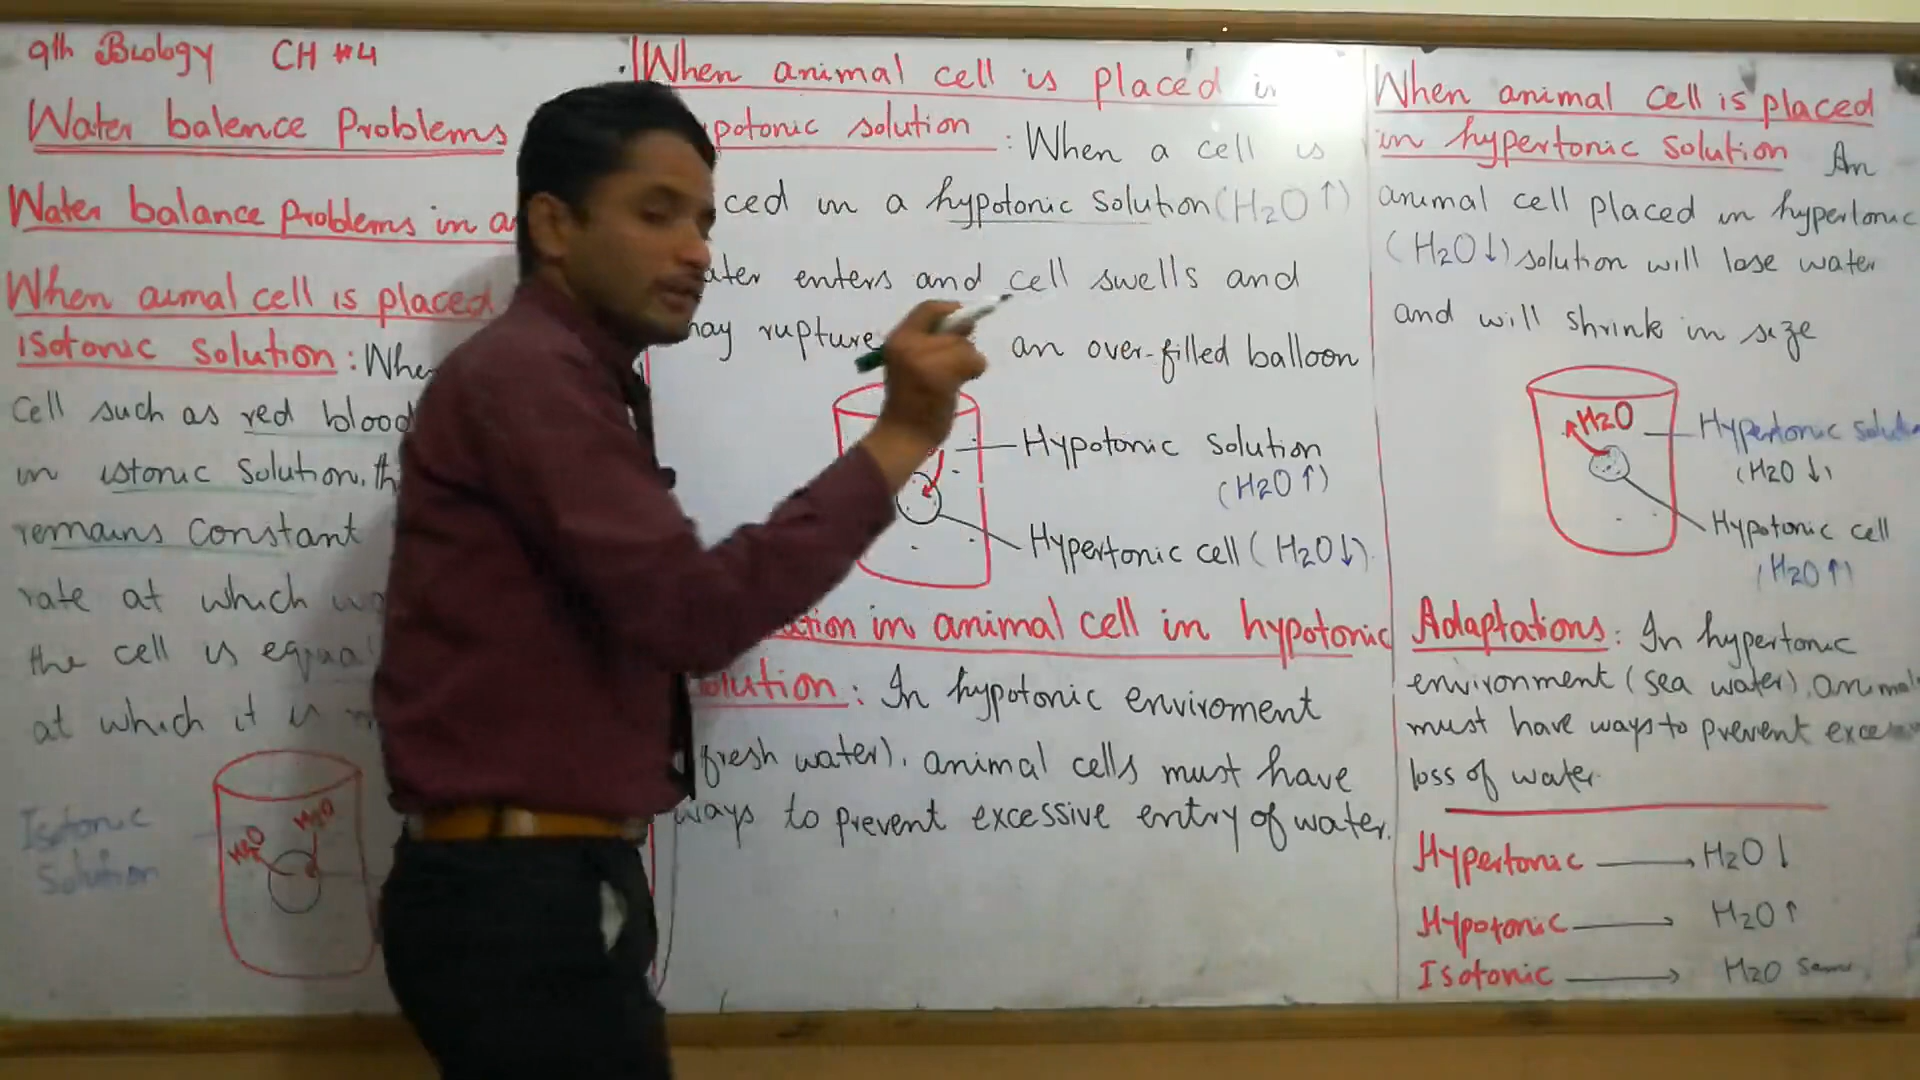 9th Biology CH #4
Water balence Problems
Water balance Problems in
When aimal cell is placed
isotonic solution: When
Cell such as red blood
in istonic solution, the
remains constant
rate at which
the cell is equal
at which it is
Isotonic
Solution
H2O
H2O
When animal cell is placed in
potonic solution : When a cell is
ced in a hypotonic solution (H2O ↑)
ater enters and cell swells and
may rupture an over-filled balloon
Hypotonic solution
(H2O ↑)
Hypertonic cell (H2O ↓)
tion in animal cell in hypotonic
olution: In hypotonic enviroment
(fresh water), animal cells must have
ways to prevent excessive entry of water.
When animal cell is placed
in hypertonic solution An
animal cell placed in hypertonic
(H2O ↓) solution will lose water
and will shrink in size
H2O
Hypertonic solution
(H2O ↓)
Hypotonic cell
(H2O ↑)
Adaptations: In hypertonic
environment (sea water), animal
must have ways to prevent
loss of water.
Hypertonic → H2O ↓
Hypotonic → H2O ↑
Isotonic → H2O Same